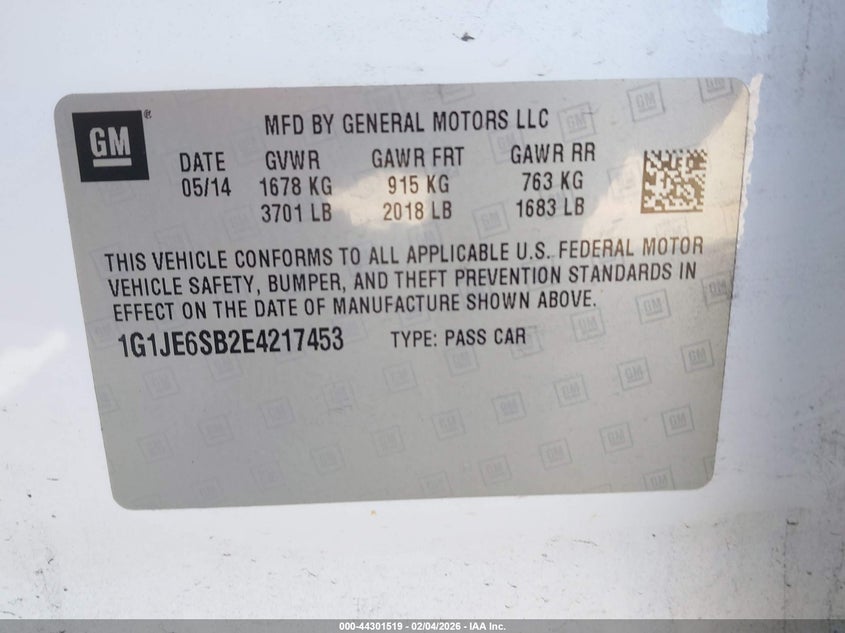 GM ®
MFD BY GENERAL MOTORS LLC
DATE GVWR GAWR FRT GAWR RR
05/14 1678 KG 915 KG 763 KG
3701 LB 2018 LB 1683 LB
THIS VEHICLE CONFORMS TO ALL APPLICABLE U.S. FEDERAL MOTOR
VEHICLE SAFETY, BUMPER, AND THEFT PREVENTION STANDARDS IN
EFFECT ON THE DATE OF MANUFACTURE SHOWN ABOVE.
1G1JE6SB2E4217453 TYPE: PASS CAR
000-44301519 - 02/04/2026 - IAA Inc.